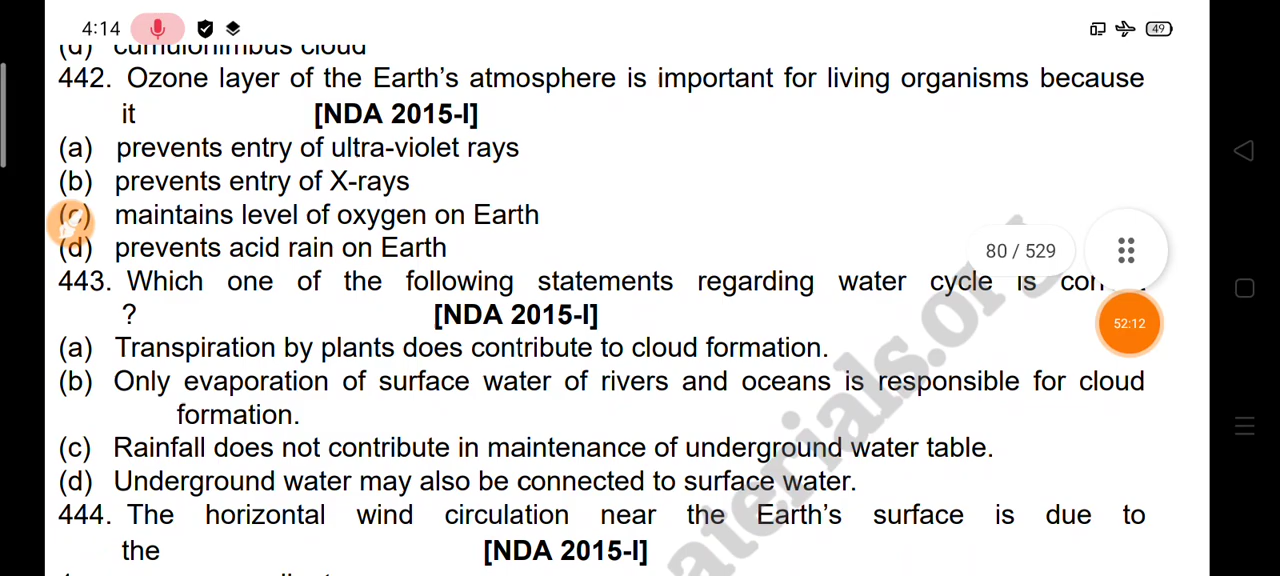 4:14
49
(d) cumulonimbus cloud
442. Ozone layer of the Earth's atmosphere is important for living organisms because
it [NDA 2015-I]
(a) prevents entry of ultra-violet rays
(b) prevents entry of X-rays
(c) maintains level of oxygen on Earth
(d) prevents acid rain on Earth
80 / 529
443. Which one of the following statements regarding water cycle is
? [NDA 2015-I]
52:12
(a) Transpiration by plants does contribute to cloud formation.
(b) Only evaporation of surface water of rivers and oceans is responsible for cloud
formation.
(c) Rainfall does not contribute in maintenance of underground water table.
(d) Underground water may also be connected to surface water.
444. The horizontal wind circulation near the Earth's surface is due to
the [NDA 2015-I]
aterials.or